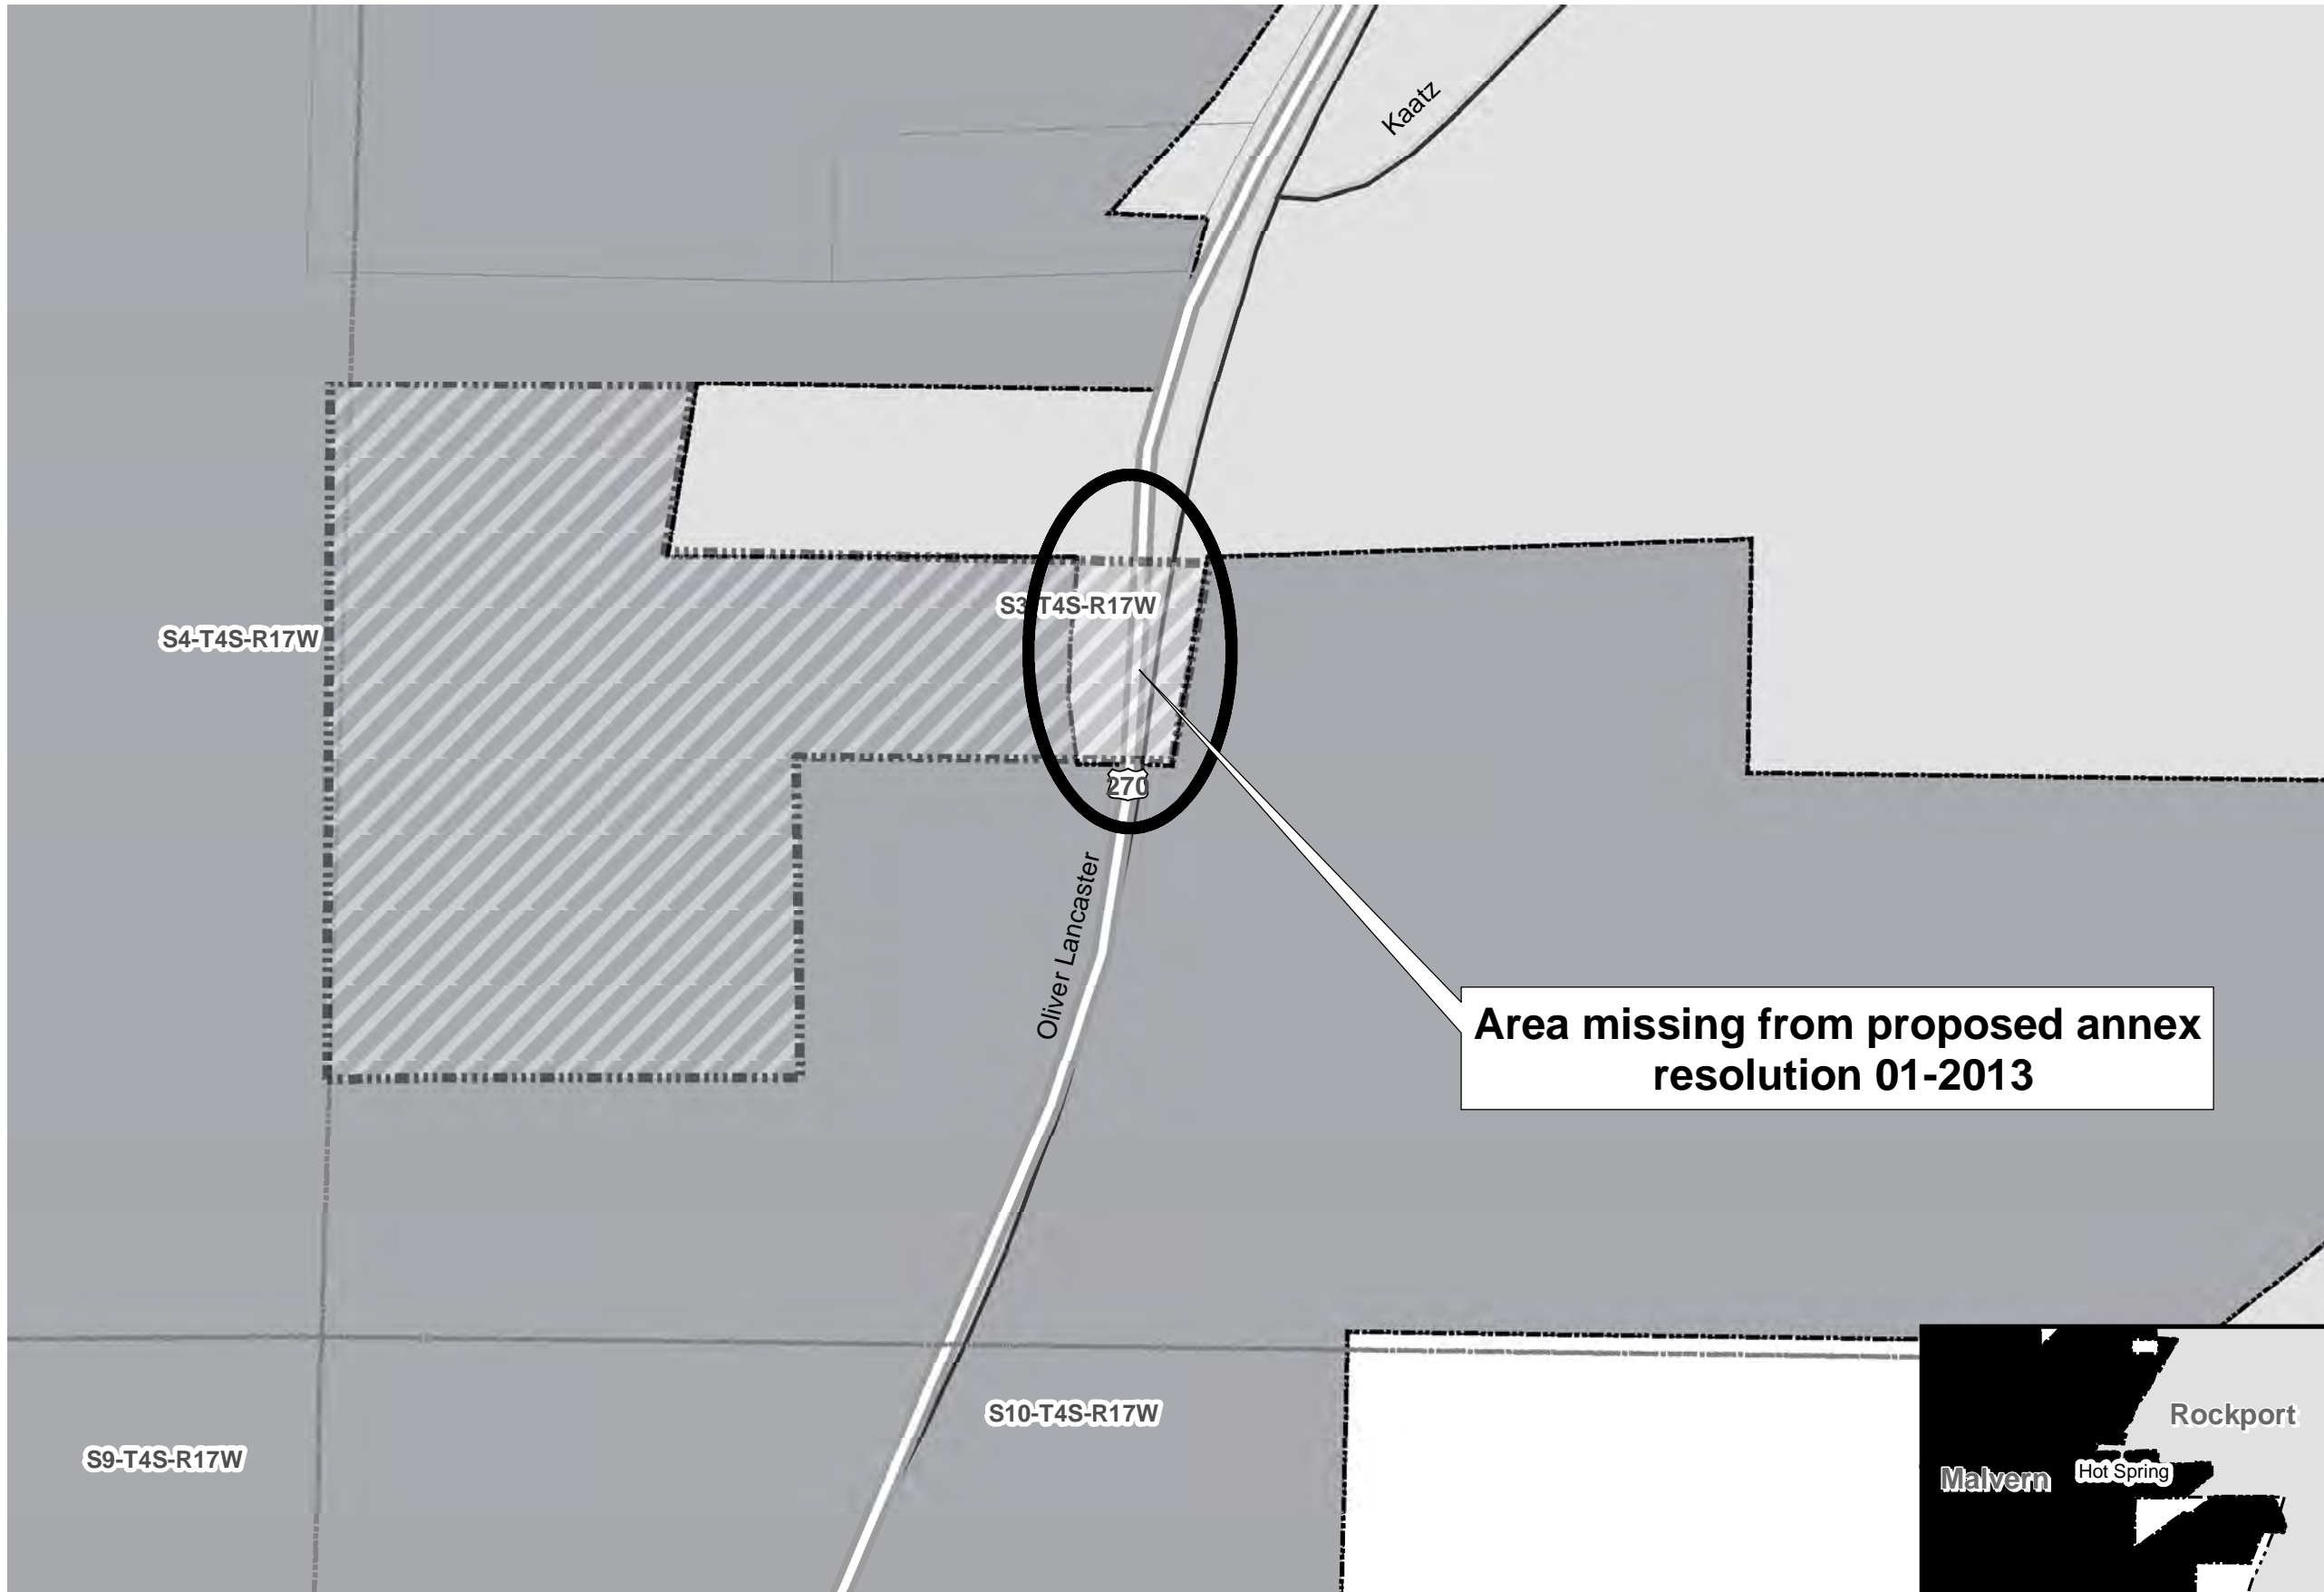 Kaatz
S3-T4S-R17W
S4-T4S-R17W
270
Oliver Lancaster
Area missing from proposed annex
resolution 01-2013
S10-T4S-R17W
S9-T4S-R17W
Rockport
Malvern
Hot Spring